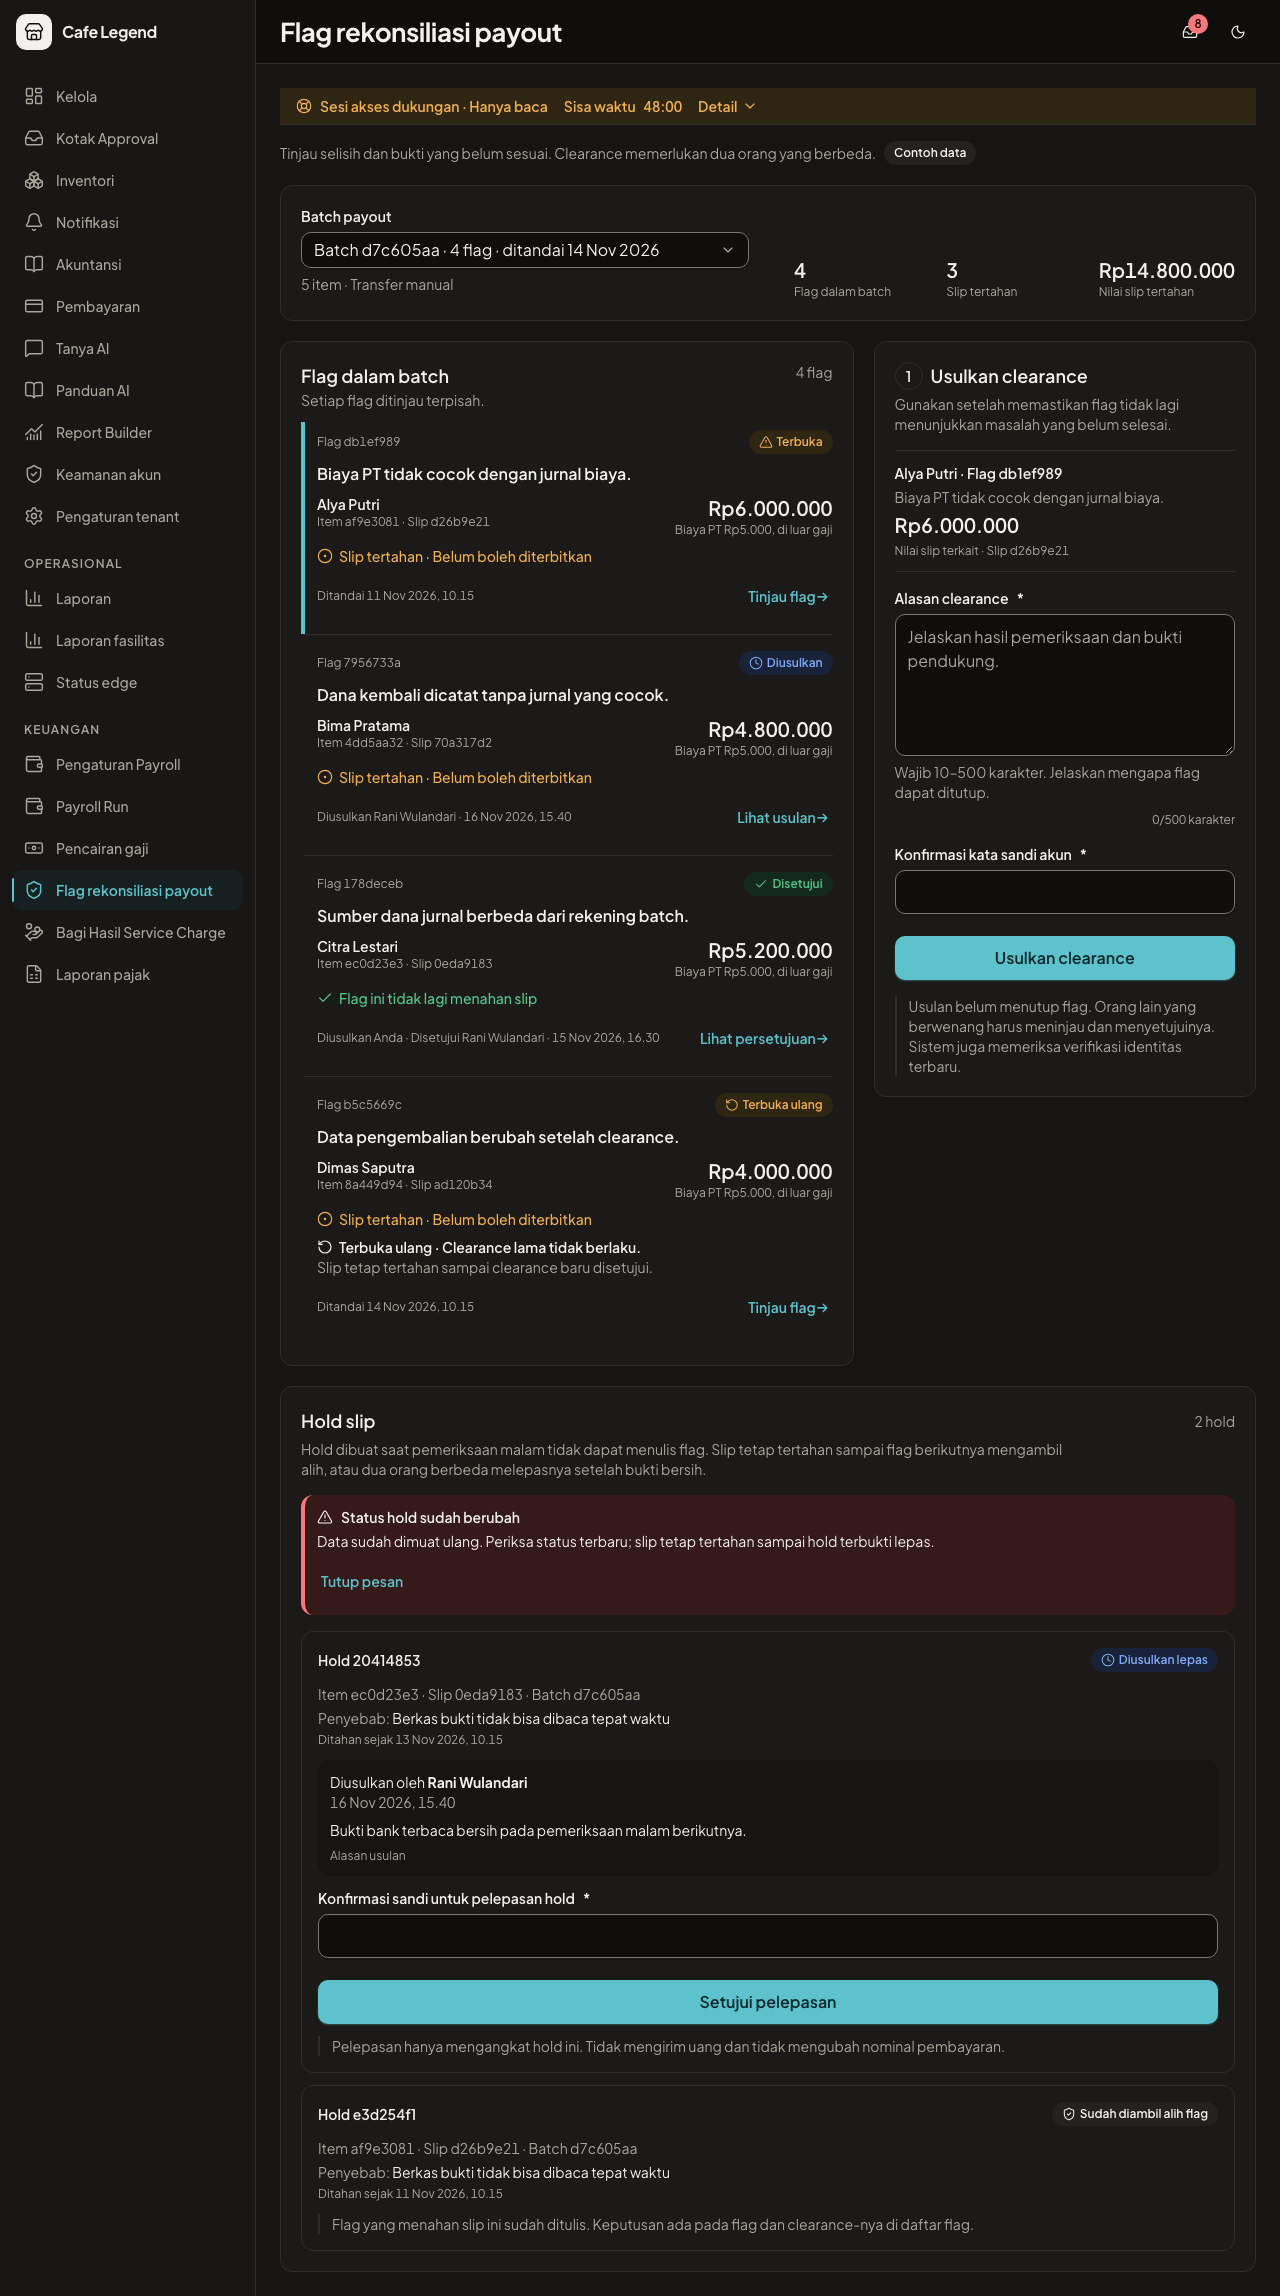 Cafe Legend
Kelola
Kotak Approval
Inventori
Notifikasi
Akuntansi
Pembayaran
Tanya AI
Panduan AI
Report Builder
Keamanan akun
Pengaturan tenant
OPERASIONAL
Laporan
Laporan fasilitas
Status edge
KEUANGAN
Pengaturan Payroll
Payroll Run
Pencairan gaji
Flag rekonsiliasi payout
Bagi Hasil Service Charge
Laporan pajak
Flag rekonsiliasi payout
8
Sesi akses dukungan · Hanya baca Sisa waktu 48:00 Detail
Tinjau selisih dan bukti yang belum sesuai. Clearance memerlukan dua orang yang berbeda. Contoh data
Batch payout
Batch d7c605aa · 4 flag · ditandai 14 Nov 2026
5 item · Transfer manual
4
Flag dalam batch
3
Slip tertahan
Rp14.800.000
Nilai slip tertahan
Flag dalam batch
4 flag
Setiap flag ditinjau terpisah.
Flag db1ef989
Terbuka
Biaya PT tidak cocok dengan jurnal biaya.
Alya Putri
Item af9e3081 · Slip d26b9e21
Rp6.000.000
Biaya PT Rp5.000, di luar gaji
Slip tertahan · Belum boleh diterbitkan
Ditandai 11 Nov 2026, 10.15
Tinjau flag→
Flag 7956733a
Diusulkan
Dana kembali dicatat tanpa jurnal yang cocok.
Bima Pratama
Item 4dd5aa32 · Slip 70a317d2
Rp4.800.000
Biaya PT Rp5.000, di luar gaji
Slip tertahan · Belum boleh diterbitkan
Diusulkan Rani Wulandari · 16 Nov 2026, 15.40
Lihat usulan→
Flag 178deceb
Disetujui
Sumber dana jurnal berbeda dari rekening batch.
Citra Lestari
Item ec0d23e3 · Slip 0eda9183
Rp5.200.000
Biaya PT Rp5.000, di luar gaji
Flag ini tidak lagi menahan slip
Diusulkan Anda · Disetujui Rani Wulandari · 15 Nov 2026, 16.30
Lihat persetujuan→
Flag b5c5669c
Terbuka ulang
Data pengembalian berubah setelah clearance.
Dimas Saputra
Item 8a449d94 · Slip ad120b34
Rp4.000.000
Biaya PT Rp5.000, di luar gaji
Slip tertahan · Belum boleh diterbitkan
Terbuka ulang · Clearance lama tidak berlaku.
Slip tetap tertahan sampai clearance baru disetujui.
Ditandai 14 Nov 2026, 10.15
Tinjau flag→
1 Usulkan clearance
Gunakan setelah memastikan flag tidak lagi
menunjukkan masalah yang belum selesai.
Alya Putri · Flag db1ef989
Biaya PT tidak cocok dengan jurnal biaya.
Rp6.000.000
Nilai slip terkait · Slip d26b9e21
Alasan clearance *
Jelaskan hasil pemeriksaan dan bukti
pendukung.
Wajib 10–500 karakter. Jelaskan mengapa flag
dapat ditutup.
0/500 karakter
Konfirmasi kata sandi akun *
Usulkan clearance
Usulan belum menutup flag. Orang lain yang
berwenang harus meninjau dan menyetujuinya.
Sistem juga memeriksa verifikasi identitas
terbaru.
Hold slip
2 hold
Hold dibuat saat pemeriksaan malam tidak dapat menulis flag. Slip tetap tertahan sampai flag berikutnya mengambil
alih, atau dua orang berbeda melepasnya setelah bukti bersih.
Status hold sudah berubah
Data sudah dimuat ulang. Periksa status terbaru; slip tetap tertahan sampai hold terbukti lepas.
Tutup pesan
Hold 20414853
Diusulkan lepas
Item ec0d23e3 · Slip 0eda9183 · Batch d7c605aa
Penyebab: Berkas bukti tidak bisa dibaca tepat waktu
Ditahan sejak 13 Nov 2026, 10.15
Diusulkan oleh Rani Wulandari
16 Nov 2026, 15.40
Bukti bank terbaca bersih pada pemeriksaan malam berikutnya.
Alasan usulan
Konfirmasi sandi untuk pelepasan hold *
Setujui pelepasan
Pelepasan hanya mengangkat hold ini. Tidak mengirim uang dan tidak mengubah nominal pembayaran.
Hold e3d254f1
Sudah diambil alih flag
Item af9e3081 · Slip d26b9e21 · Batch d7c605aa
Penyebab: Berkas bukti tidak bisa dibaca tepat waktu
Ditahan sejak 11 Nov 2026, 10.15
Flag yang menahan slip ini sudah ditulis. Keputusan ada pada flag dan clearance-nya di daftar flag.